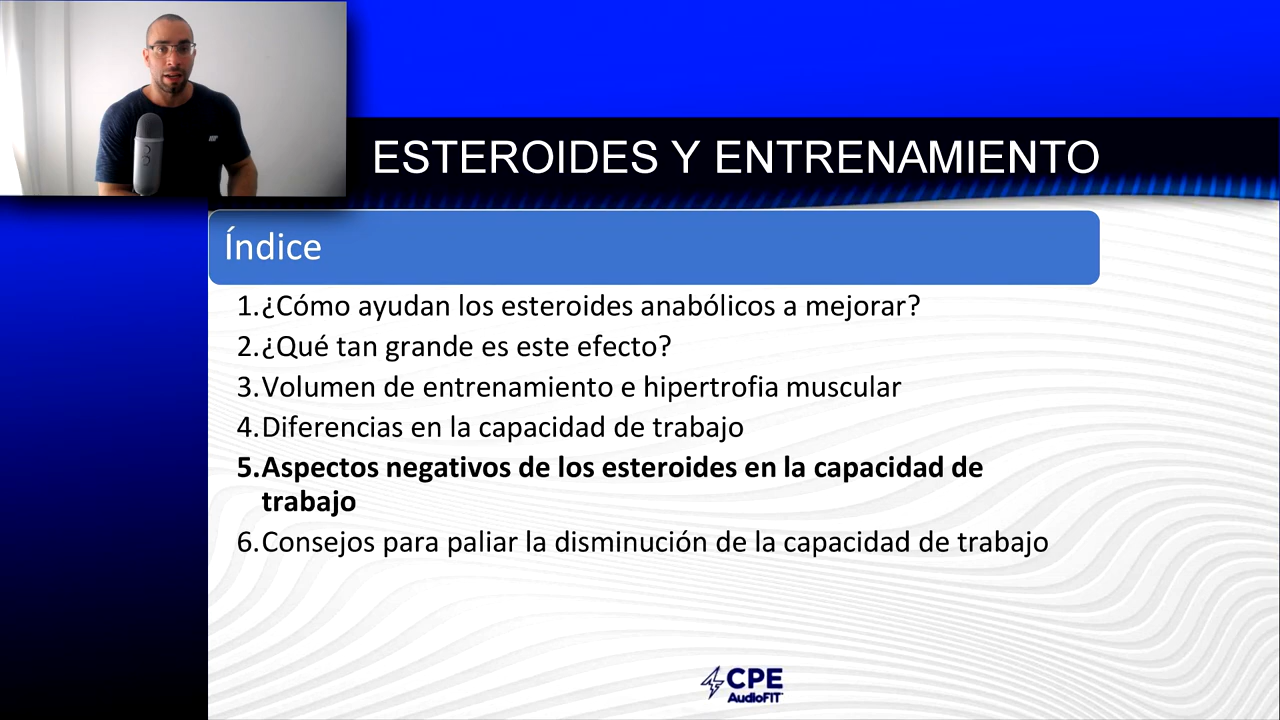 ESTEROIDES Y ENTRENAMIENTO
Índice
1.¿Cómo ayudan los esteroides anabólicos a mejorar?
2.¿Qué tan grande es este efecto?
3.Volumen de entrenamiento e hipertrofia muscular
4.Diferencias en la capacidad de trabajo
5.Aspectos negativos de los esteroides en la capacidad de
trabajo
6.Consejos para paliar la disminución de la capacidad de trabajo
CPE
AudioFIT